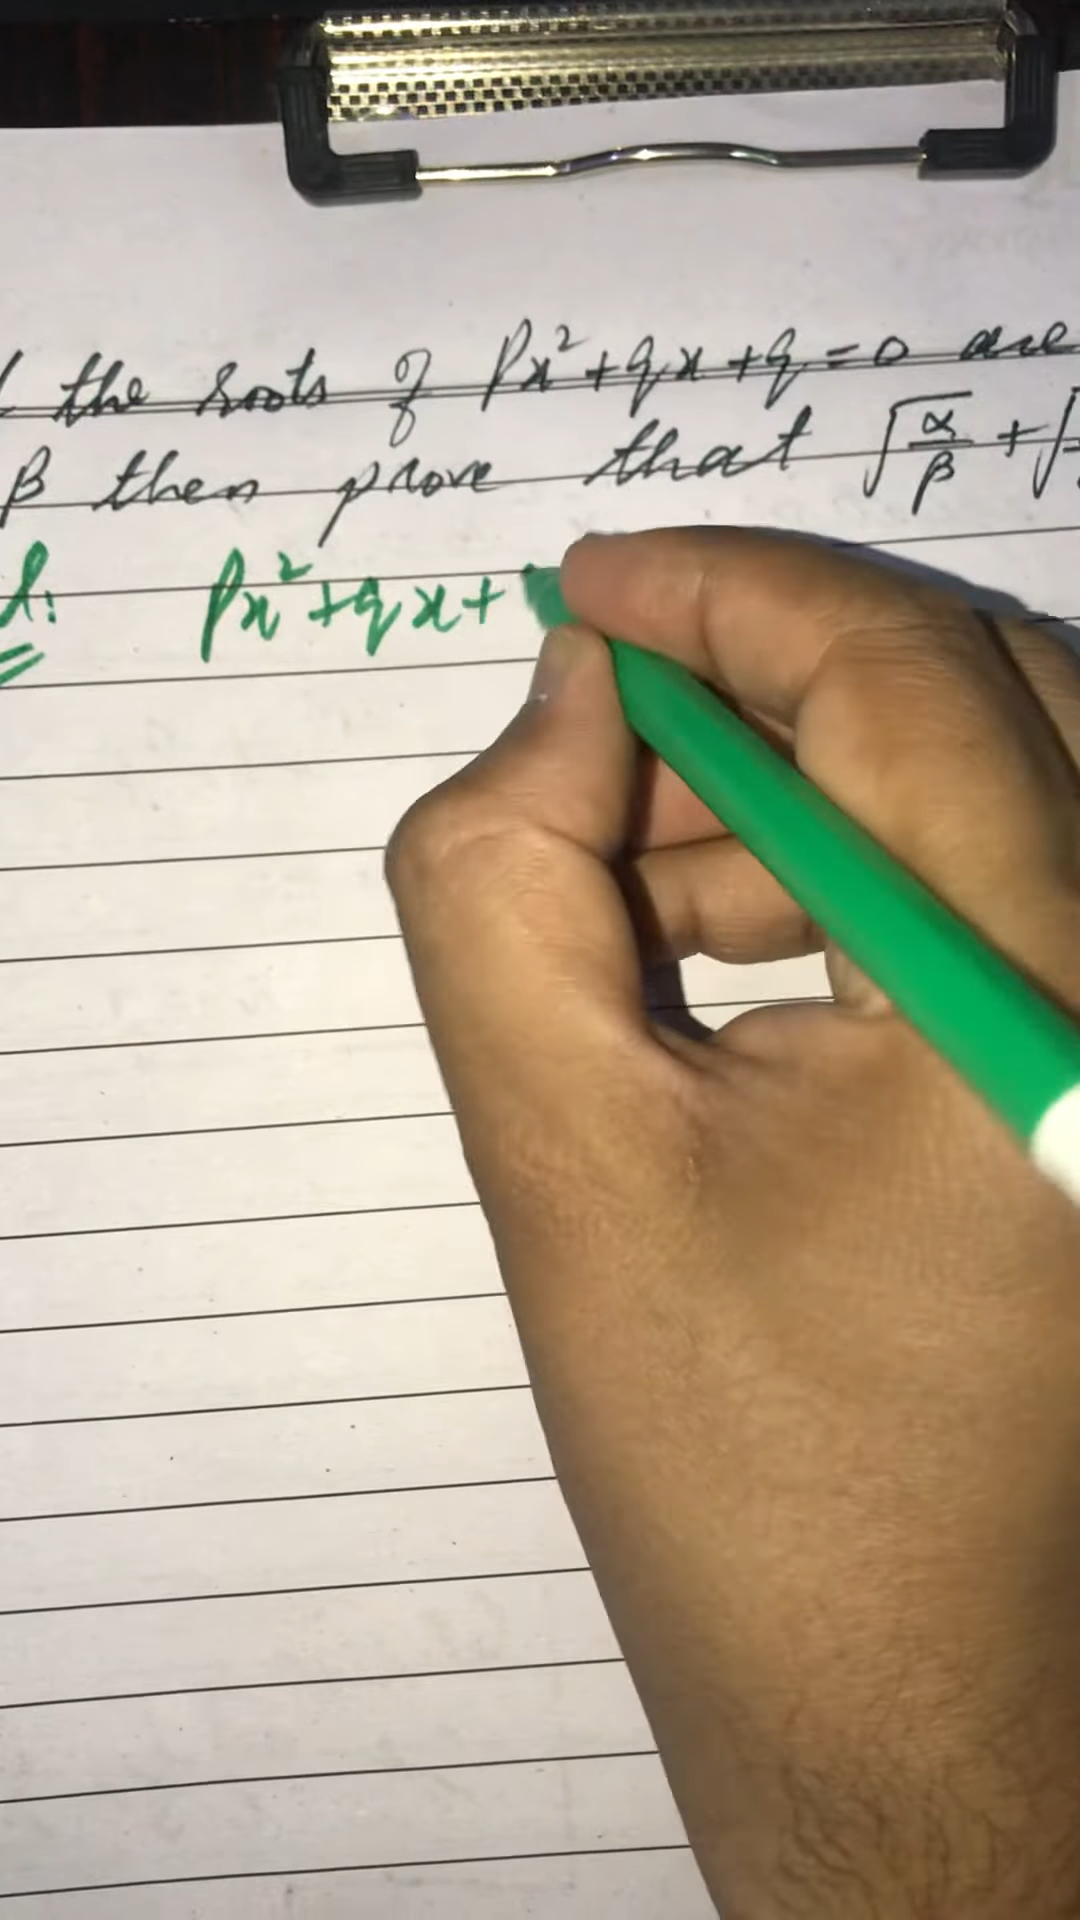 the roots of Px²+qx+q=0 are
β then prove that √α/β + √
Px²+qx+